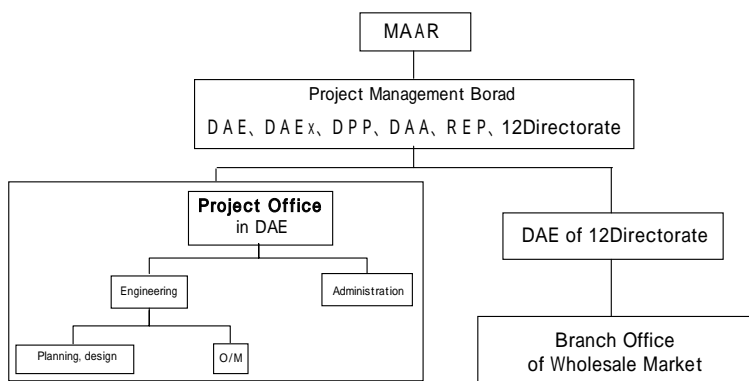 MAAR
Project Management Borad
DAE、DAEx、DPP、DAA、REP、12Directorate
Project Office
in DAE
DAE of 12Directorate
Engineering
Administration
Planning, design
O/M
Branch Office
of Wholesale Market